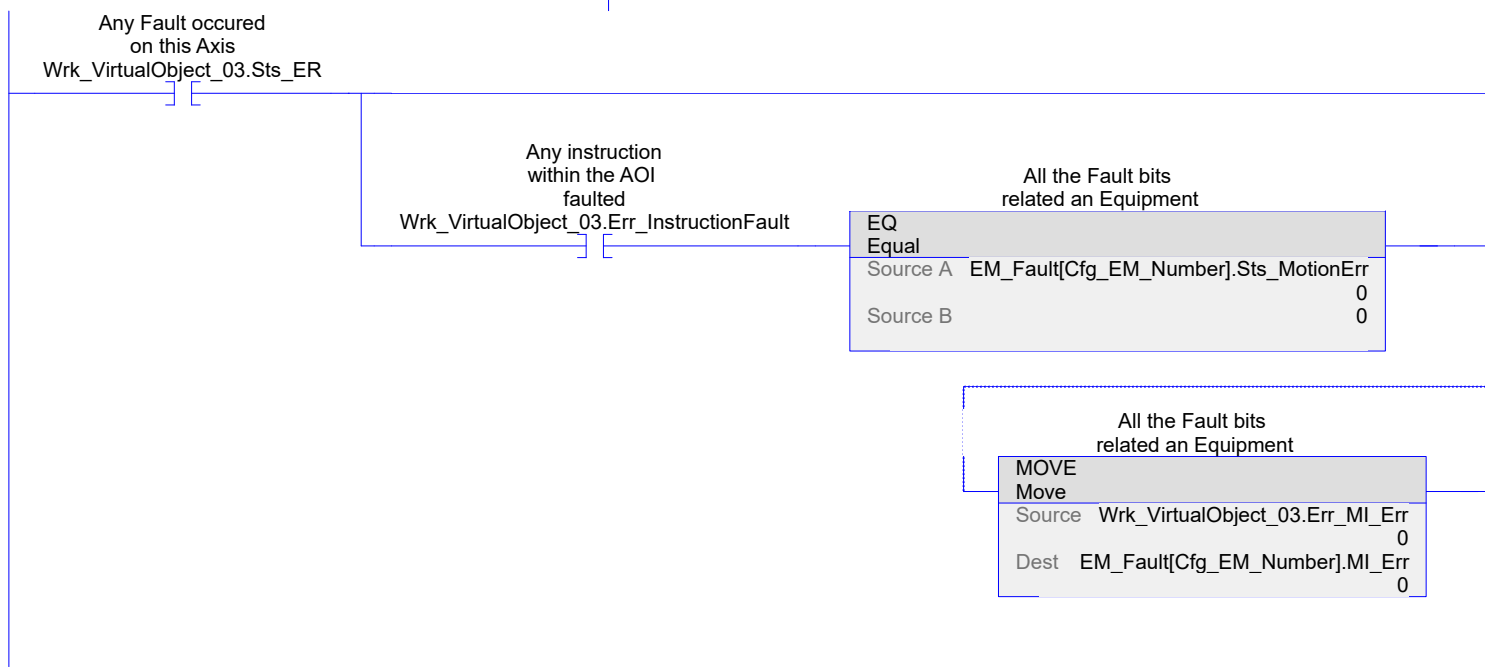 Any Fault occured
on this Axis
Wrk_VirtualObject_03.Sts_ER
Any instruction
within the AOI
faulted
Wrk_VirtualObject_03.Err_InstructionFault
All the Fault bits
related an Equipment
EQ
Equal
Source A EM_Fault[Cfg_EM_Number].Sts_MotionErr
0
Source B 0
All the Fault bits
related an Equipment
MOVE
Move
Source Wrk_VirtualObject_03.Err_MI_Err
0
Dest EM_Fault[Cfg_EM_Number].MI_Err
0